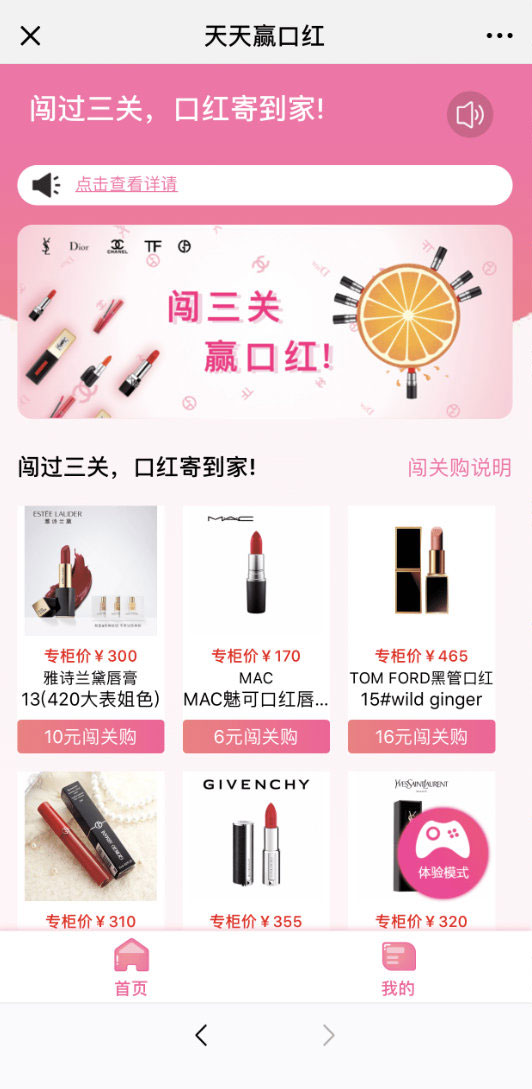 天天赢口红
闯过三关，口红寄到家!
点击查看详请
YSL Dior CHANEL TF
闯三关
赢口红!
闯过三关，口红寄到家!
闯关购说明
ESTĒE LAUDER
雅诗兰黛
MAC
专柜价￥300
专柜价￥170
专柜价￥465
雅诗兰黛唇膏
MAC
TOM FORD黑管口红
13(420大表姐色)
MAC魅可口红唇...
15#wild ginger
10元闯关购
6元闯关购
16元闯关购
GIVENCHY
YVESSAINTLAURENT
体验模式
专柜价￥310
专柜价￥355
专柜价￥320
首页
我的